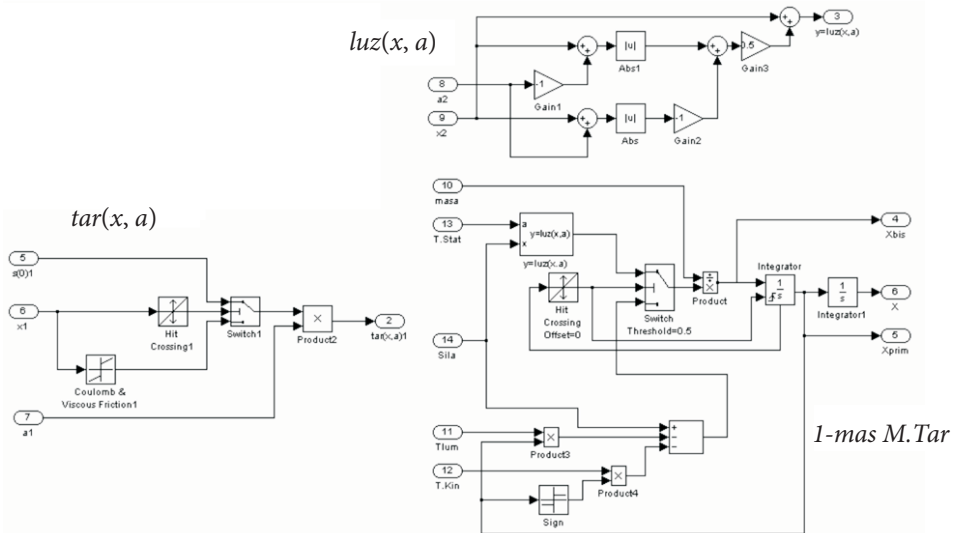 luz(x, a)
3
y=luz(x,a)
|u|
Abs1
0.5
Gain3
8
a2
-1
Gain1
9
x2
|u|
Abs
-1
Gain2
tar(x, a)
5
s(0)1
6
x1
Hit
Crossing1
Switch1
Product2
2
tar(x,a)1
Coulomb &
Viscous Friction1
7
a1
10
masa
13
T.Stat
a
x
y=luz(x,a)
y=luz(x.a)
4
Xbis
Integrator
1
s
Product
Hit
Crossing
Offset=0
Switch
Threshold=0.5
1
s
Integrator1
6
X
5
Xprim
14
Sila
11
Tlum
Product3
12
T.Kin
Product4
Sign
1-mas M.Tar